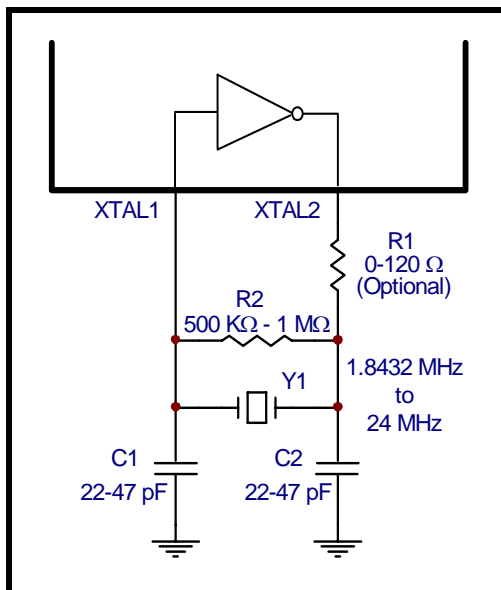 XTAL1
XTAL2
R1
0-120 Ω
(Optional)
R2
500 KΩ - 1 MΩ
Y1
1.8432 MHz
to
24 MHz
C1
22-47 pF
C2
22-47 pF